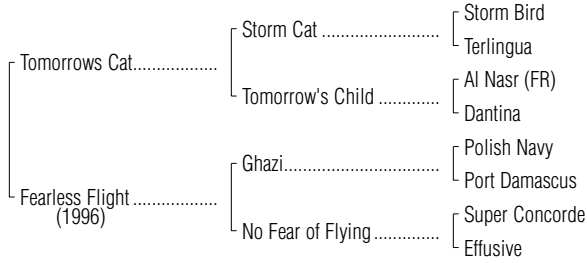 Storm Bird
Storm Cat
Terlingua
Tomorrows Cat
Al Nasr (FR)
Tomorrow's Child
Dantina
Polish Navy
Ghazi
Port Damascus
Fearless Flight
(1996)
Super Concorde
No Fear of Flying
Effusive